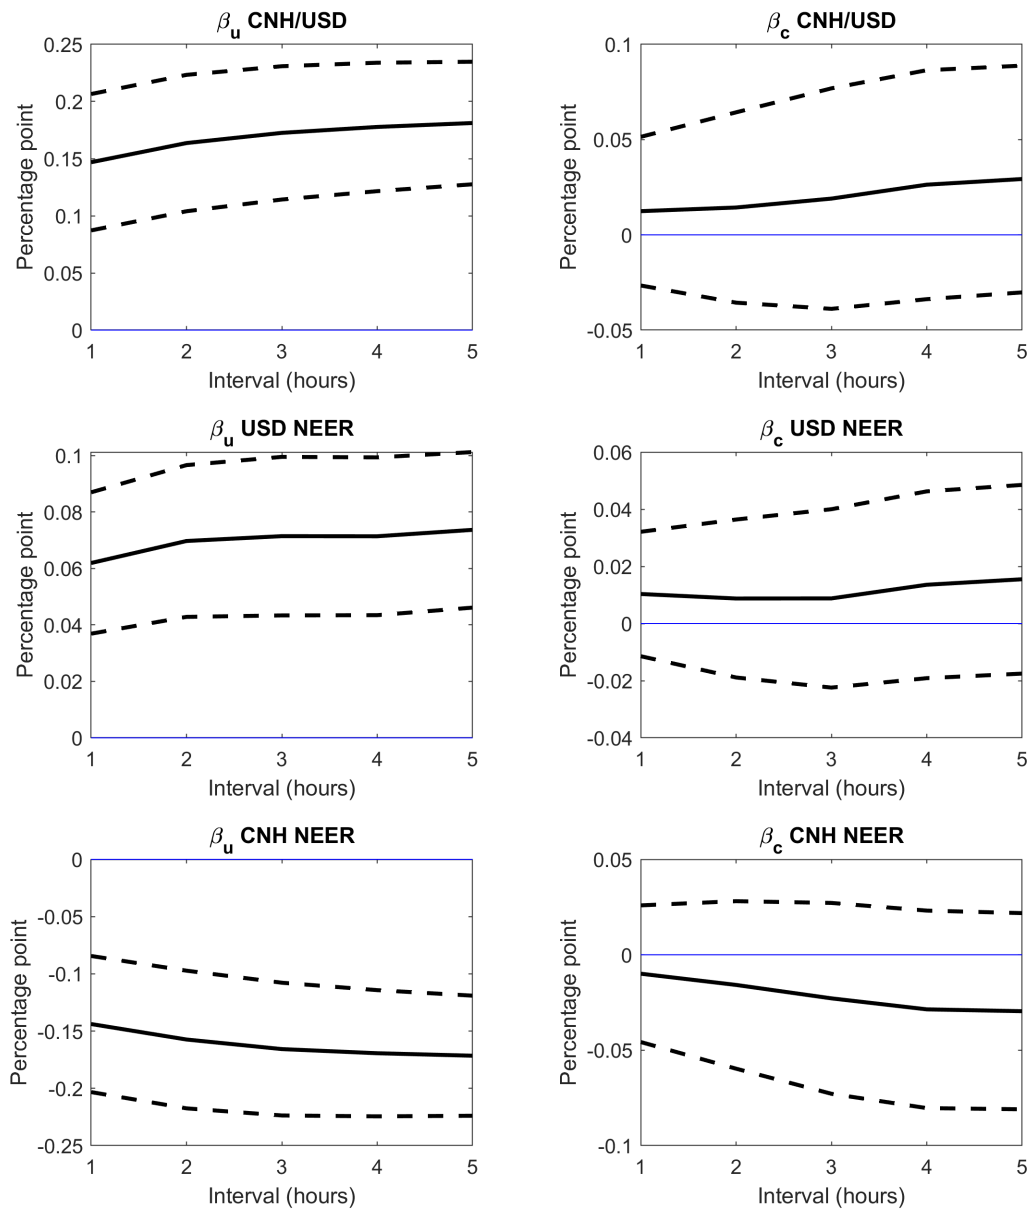 β_u CNH/USD
0.25
0.2
0.15
0.1
0.05
0
Percentage point
1 2 3 4 5
Interval (hours)
β_c CNH/USD
0.1
0.05
0
-0.05
Percentage point
1 2 3 4 5
Interval (hours)
β_u USD NEER
0.1
0.08
0.06
0.04
0.02
0
Percentage point
1 2 3 4 5
Interval (hours)
β_c USD NEER
0.06
0.04
0.02
0
-0.02
-0.04
Percentage point
1 2 3 4 5
Interval (hours)
β_u CNH NEER
0
-0.05
-0.1
-0.15
-0.2
-0.25
Percentage point
1 2 3 4 5
Interval (hours)
β_c CNH NEER
0.05
0
-0.05
-0.1
Percentage point
1 2 3 4 5
Interval (hours)